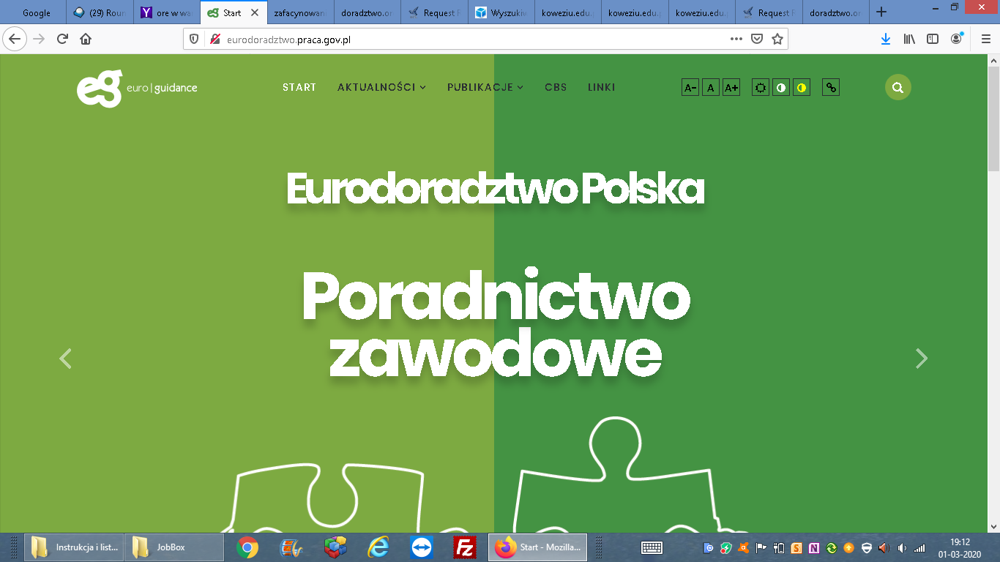 Google
(29) Roun
ore w wa
Start
zafacynowan
doradztwo.or
Request F
Wyszukiw
koweziu.edu.p
koweziu.edu.p
koweziu.edu.
Request F
doradztwo.or
eurodoradztwo.praca.gov.pl
eg euro|guidance
START
AKTUALNOŚCI
PUBLIKACJE
CBS
LINKI
A-
A
A+
Eurodoradztwo Polska
Poradnictwo
zawodowe
Instrukcja i list...
JobBox
Start - Mozilla...
19:12
01-03-2020